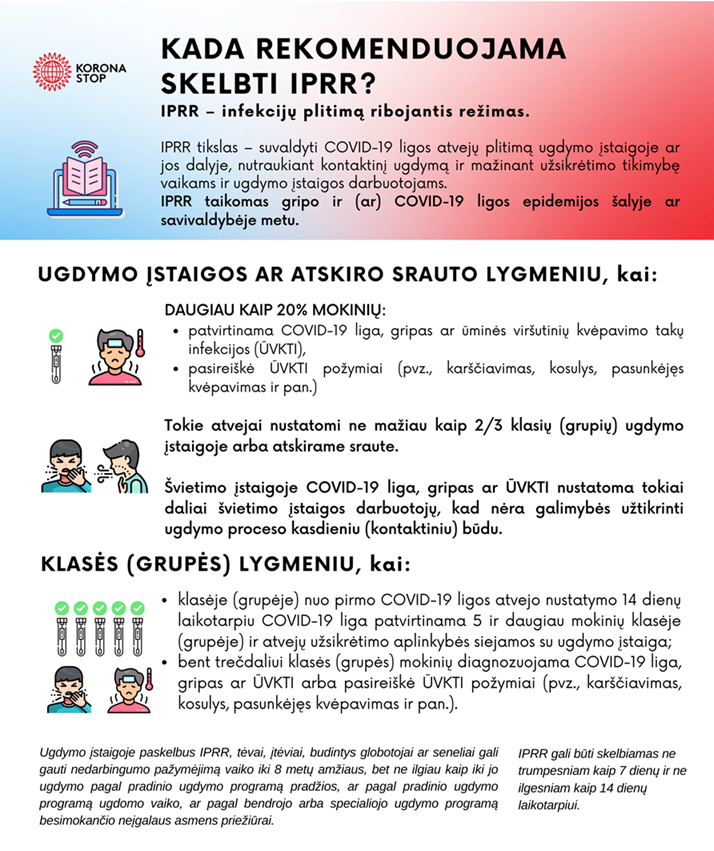 KORONA
STOP
KADA REKOMENDUOJAMA
SKELBTI IPRR?
IPRR – infekcijų plitimą ribojantis režimas.
IPRR tikslas – suvaldyti COVID-19 ligos atvejų plitimą ugdymo įstaigoje ar
jos dalyje, nutraukiant kontaktinį ugdymą ir mažinant užsikrėtimo tikimybę
vaikams ir ugdymo įstaigos darbuotojams.
IPRR taikomas gripo ir (ar) COVID-19 ligos epidemijos šalyje ar
savivaldybėje metu.
UGDYMO ĮSTAIGOS AR ATSKIRO SRAUTO LYGMENIU, kai:
DAUGIAU KAIP 20% MOKINIŲ:
• patvirtinama COVID-19 liga, gripas ar ūminės viršutinių kvėpavimo takų
infekcijos (ŪVKTI),
• pasireiškė ŪVKTI požymiai (pvz., karščiavimas, kosulys, pasunkėjęs
kvėpavimas ir pan.)
Tokie atvejai nustatomi ne mažiau kaip 2/3 klasių (grupių) ugdymo
įstaigoje arba atskirame sraute.
Švietimo įstaigoje COVID-19 liga, gripas ar ŪVKTI nustatoma tokiai
daliai švietimo įstaigos darbuotojų, kad nėra galimybės užtikrinti
ugdymo proceso kasdieniu (kontaktiniu) būdu.
KLASĖS (GRUPĖS) LYGMENIU, kai:
• klasėje (grupėje) nuo pirmo COVID-19 ligos atvejo nustatymo 14 dienų
laikotarpiu COVID-19 liga patvirtinama 5 ir daugiau mokinių klasėje
(grupėje) ir atvejų užsikrėtimo aplinkybės siejamos su ugdymo įstaiga;
• bent trečdaliui klasės (grupės) mokinių diagnozuojama COVID-19 liga,
gripas ar ŪVKTI arba pasireiškė ŪVKTI požymiai (pvz., karščiavimas,
kosulys, pasunkėjęs kvėpavimas ir pan.).
Ugdymo įstaigoje paskelbus IPRR, tėvai, įtėviai, budintys globotojai ar seneliai gali
gauti nedarbingumo pažymėjimą vaiko iki 8 metų amžiaus, bet ne ilgiau kaip iki jo
ugdymo pagal pradinio ugdymo programą pradžios, ar pagal pradinio ugdymo
programą ugdomo vaiko, ar pagal bendrojo arba specialiojo ugdymo programą
besimokančio neįgalaus asmens priežiūrai.
IPRR gali būti skelbiamas ne
trumpesniam kaip 7 dienų ir ne
ilgesniam kaip 14 dienų
laikotarpiui.